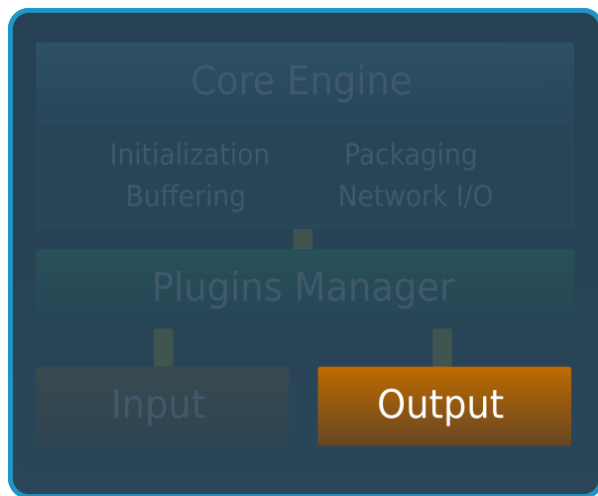 Core Engine
Initialization Packaging
Buffering Network I/O
Plugins Manager
Input Output